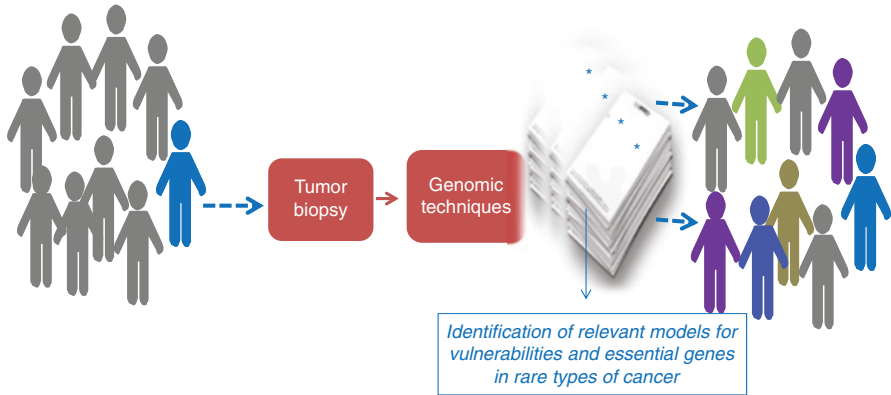 Tumor
biopsy
Genomic
techniques
*
*
*
*
Identification of relevant models for
vulnerabilities and essential genes
in rare types of cancer